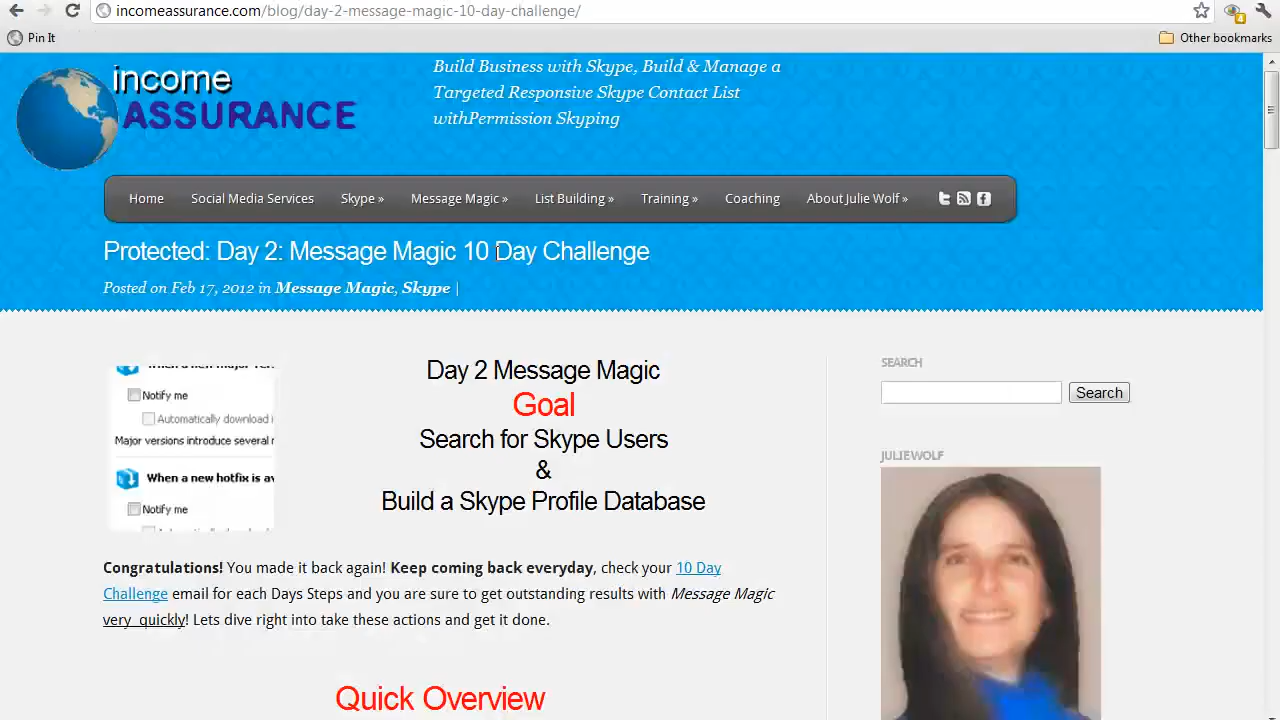 incomeassurance.com/blog/day-2-message-magic-10-day-challenge/
4
Pin It
Other bookmarks
income
ASSURANCE
Build Business with Skype, Build & Manage a
Targeted Responsive Skype Contact List
withPermission Skyping
Home Social Media Services Skype » Message Magic » List Building » Training » Coaching About Julie Wolf »
Protected: Day 2: Message Magic 10 Day Challenge
Posted on Feb 17, 2012 in Message Magic, Skype |
Notify me
Automatically download
Major versions introduce several
When a new hotfix is av
Notify me
Day 2 Message Magic
Goal
Search for Skype Users
&
Build a Skype Profile Database
SEARCH
Search
JULIE WOLF
Congratulations! You made it back again! Keep coming back everyday, check your 10 Day
Challenge email for each Days Steps and you are sure to get outstanding results with Message Magic
very quickly! Lets dive right into take these actions and get it done.
Quick Overview